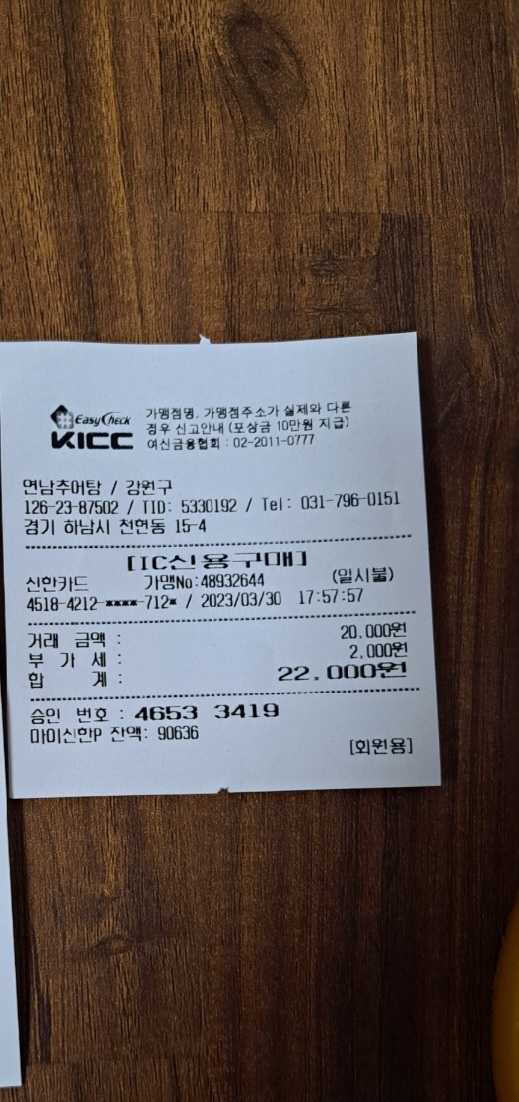 EasyCheck
KICC
가맹점명, 가맹점주소가 실제와 다른
경우 신고안내 (포상금 10만원 지급)
여신금융협회 : 02-2011-0777
연남추어탕 / 강원구
126-23-87502 / TID: 5330192 / Tel: 031-796-0151
경기 하남시 천현동 15-4
[IC신용구매]
신한카드 가맹No:48932644 (일시불)
4518-4212-****-712* / 2023/03/30 17:57:57
거래 금액 : 20,000원
부 가 세 : 2,000원
합 계 : 22,000원
승인 번호 : 4653 3419
마이신한P 잔액: 90636
[회원용]